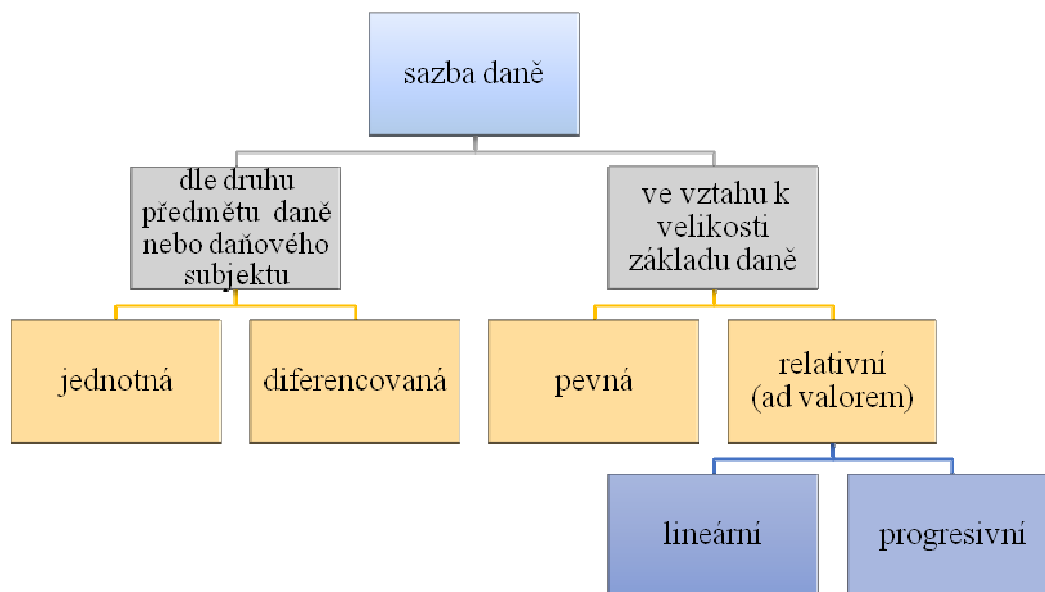 sazba daně
dle druhu
předmětu daně
nebo daňového
subjektu
ve vztahu k
velikosti
základu daně
jednotná
diferencovaná
pevná
relativní
(ad valorem)
lineární
progresivní